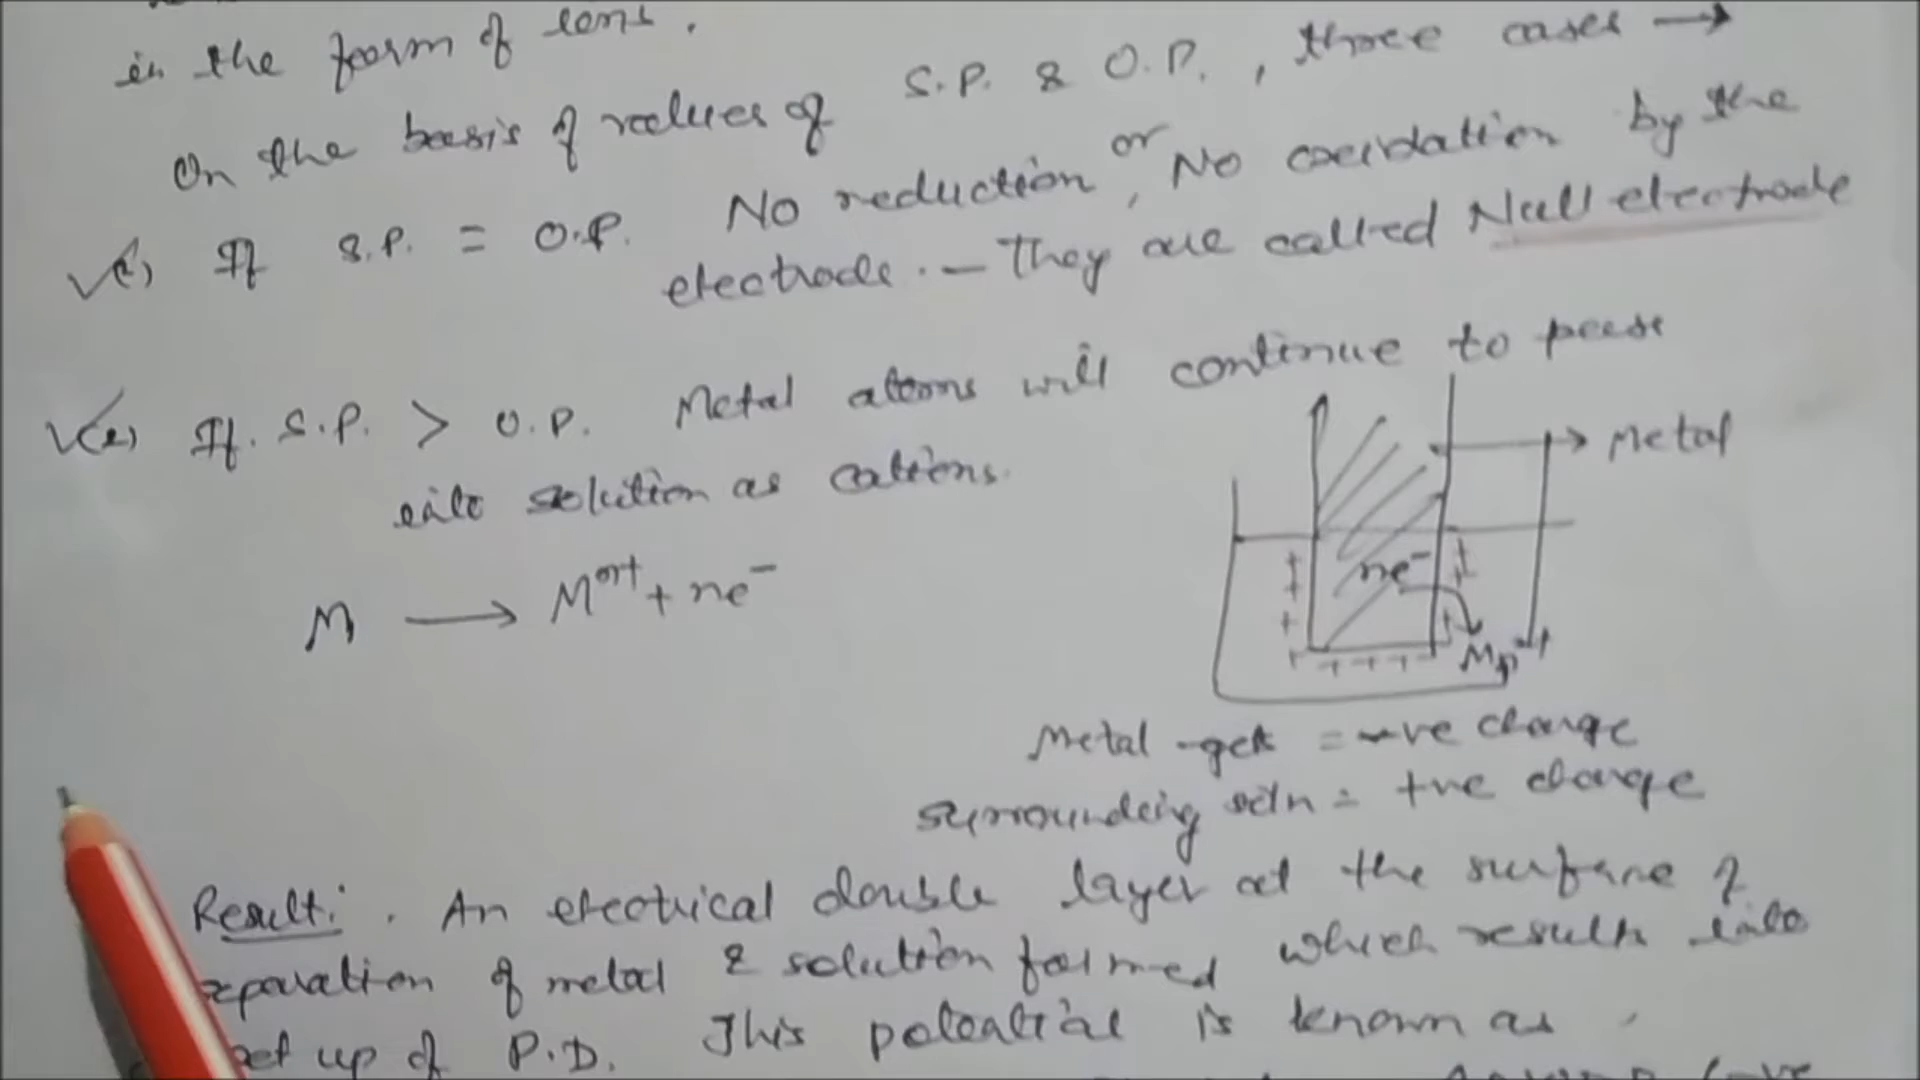 in the form of ions.
On the basis of values of S.P. & O.P., three cases →
(1) If S.P. = O.P. No reduction, or No oxidation by the
electrode. — They are called Null electrode
(2) If S.P. > O.P. Metal atoms will continue to pass
into solution as cations.
M → Mⁿ⁺ + ne⁻
→ Metal
ne⁻
Metal get = -ve charge
surrounding soln = +ve charge
Result: . An electrical double layer at the surface of
separation of metal & solution formed which results into
set up of P.D. This potential is known as